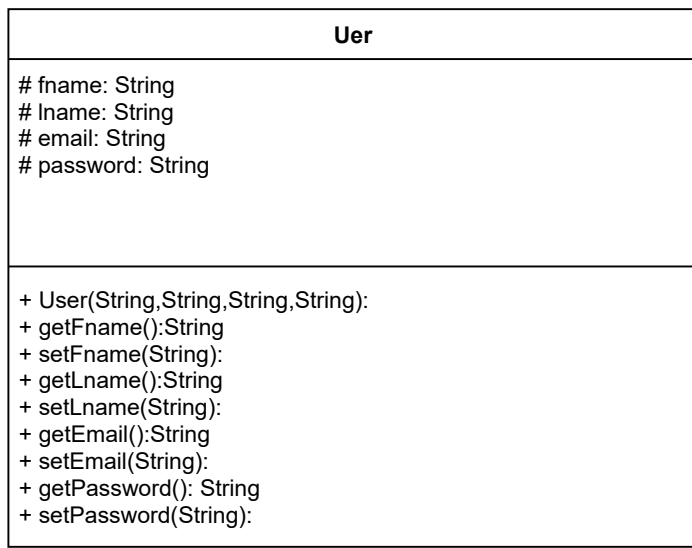 Uer
# fname: String
# lname: String
# email: String
# password: String
+ User(String,String,String,String):
+ getFname():String
+ setFname(String):
+ getLname():String
+ setLname(String):
+ getEmail():String
+ setEmail(String):
+ getPassword(): String
+ setPassword(String):